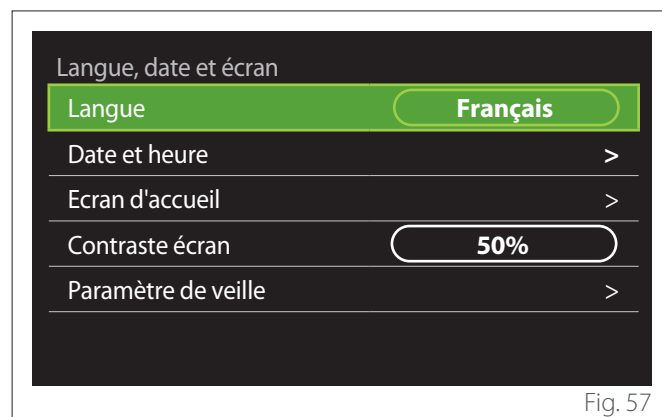 Langue, date et écran
Langue Français
Date et heure >
Ecran d'accueil >
Contraste écran 50%
Paramètre de veille >
Fig. 57